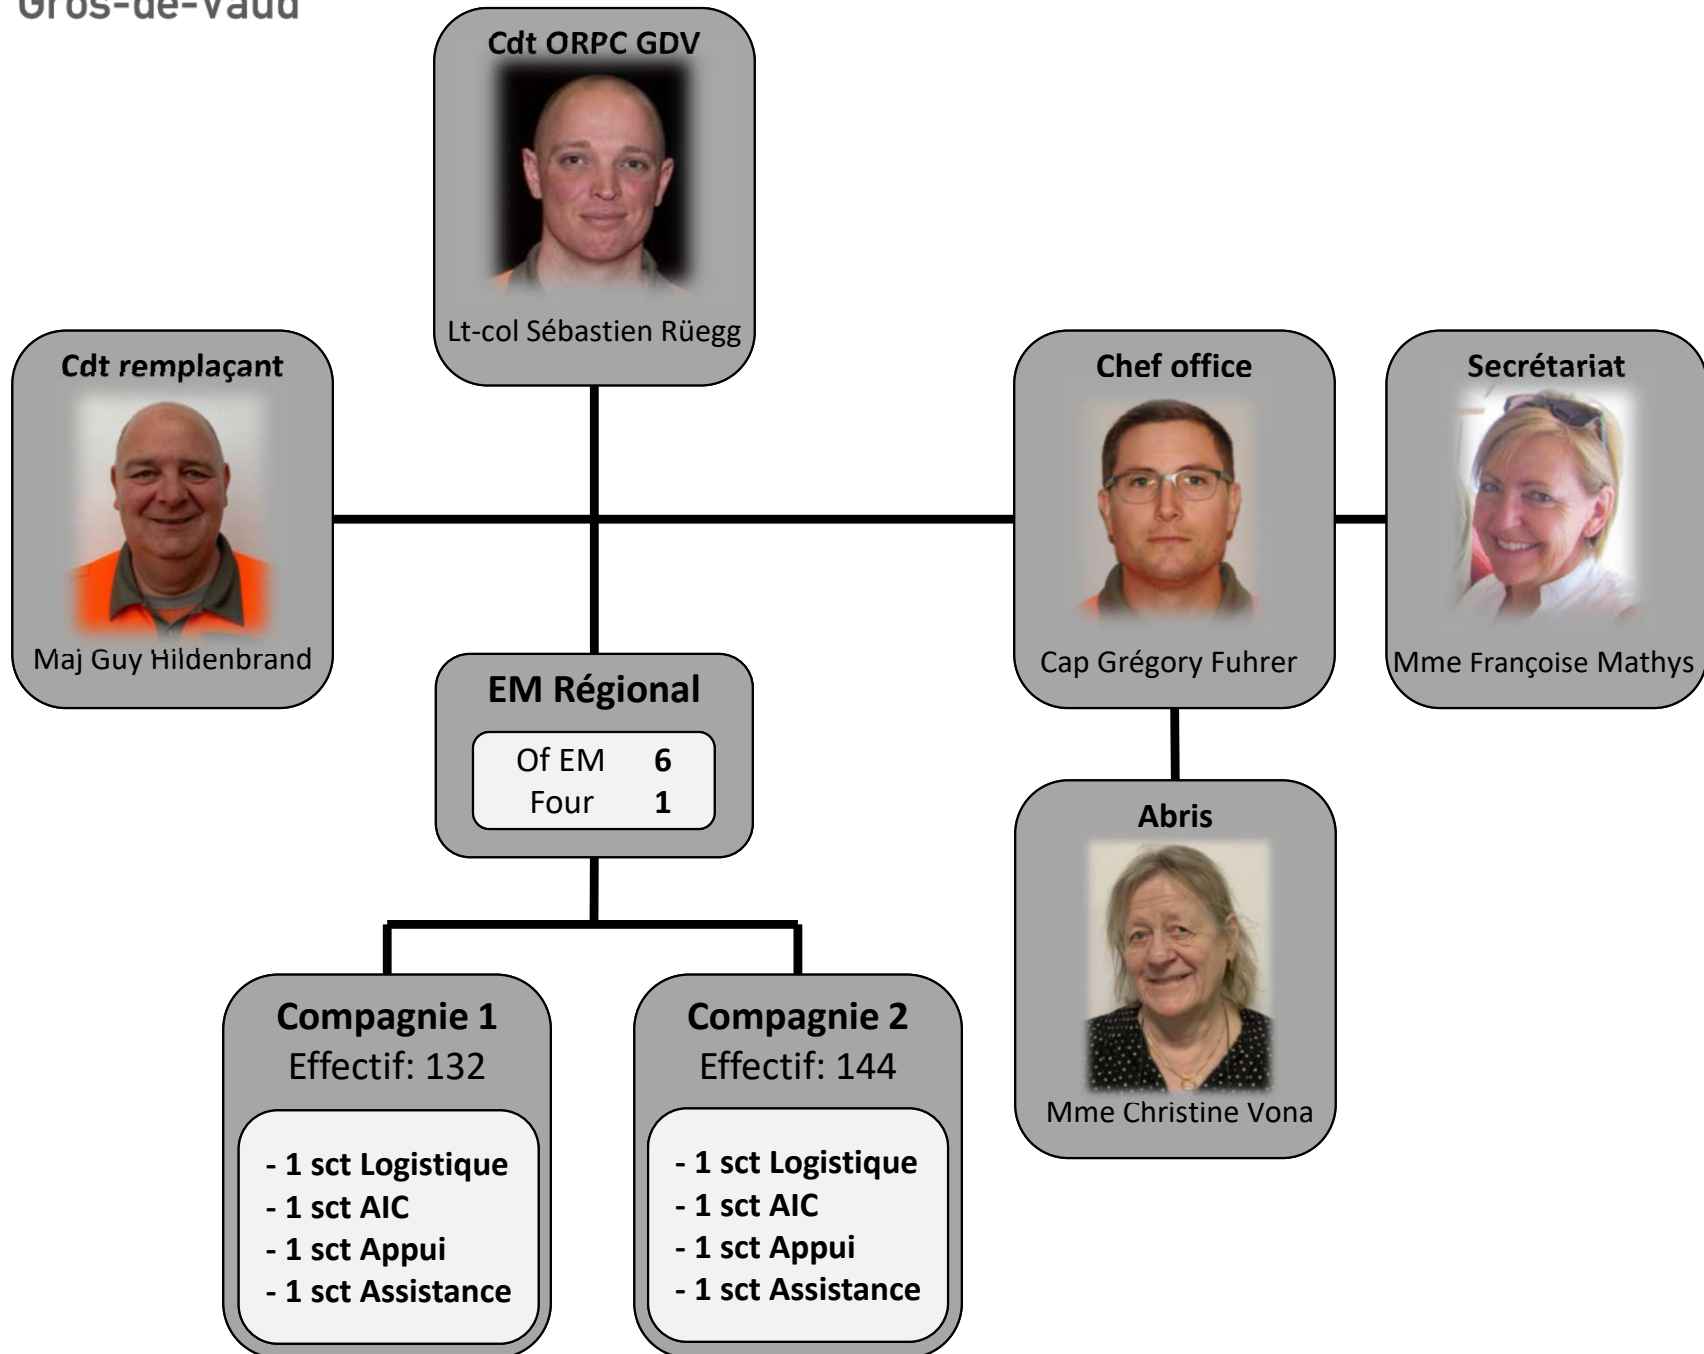 Gros-de-Vaud
Cdt ORPC GDV
Lt-col Sébastien Rüegg
Cdt remplaçant
Maj Guy Hildenbrand
Chef office
Cap Grégory Fuhrer
Secrétariat
Mme Françoise Mathys
EM Régional
Of EM 6
Four 1
Abris
Mme Christine Vona
Compagnie 1
Effectif: 132
- 1 sct Logistique
- 1 sct AIC
- 1 sct Appui
- 1 sct Assistance
Compagnie 2
Effectif: 144
- 1 sct Logistique
- 1 sct AIC
- 1 sct Appui
- 1 sct Assistance